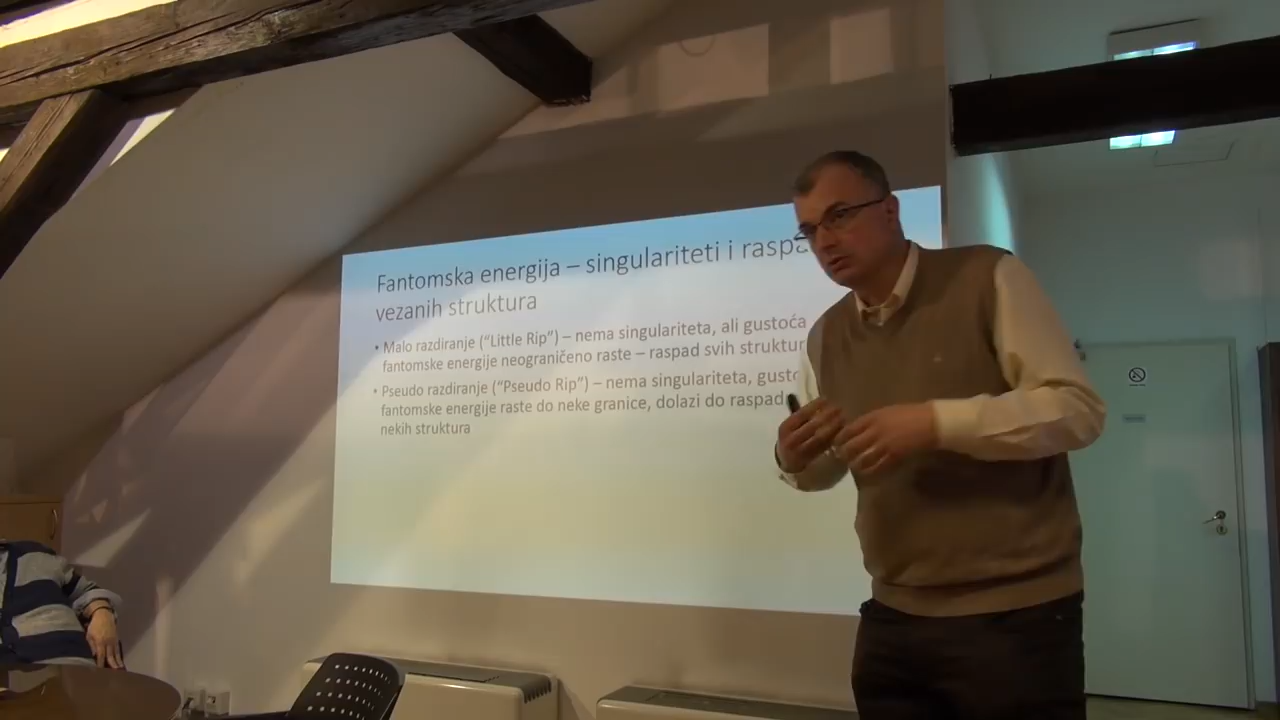 Fantomska energija – singulariteti i raspa
vezanih struktura
• Malo razdiranje (“Little Rip”) – nema singulariteta, ali gustoća
fantomske energije neograničeno raste – raspad svih struktur
• Pseudo razdiranje (“Pseudo Rip”) – nema singulariteta, gusto
fantomske energije raste do neke granice, dolazi do raspad
nekih struktura